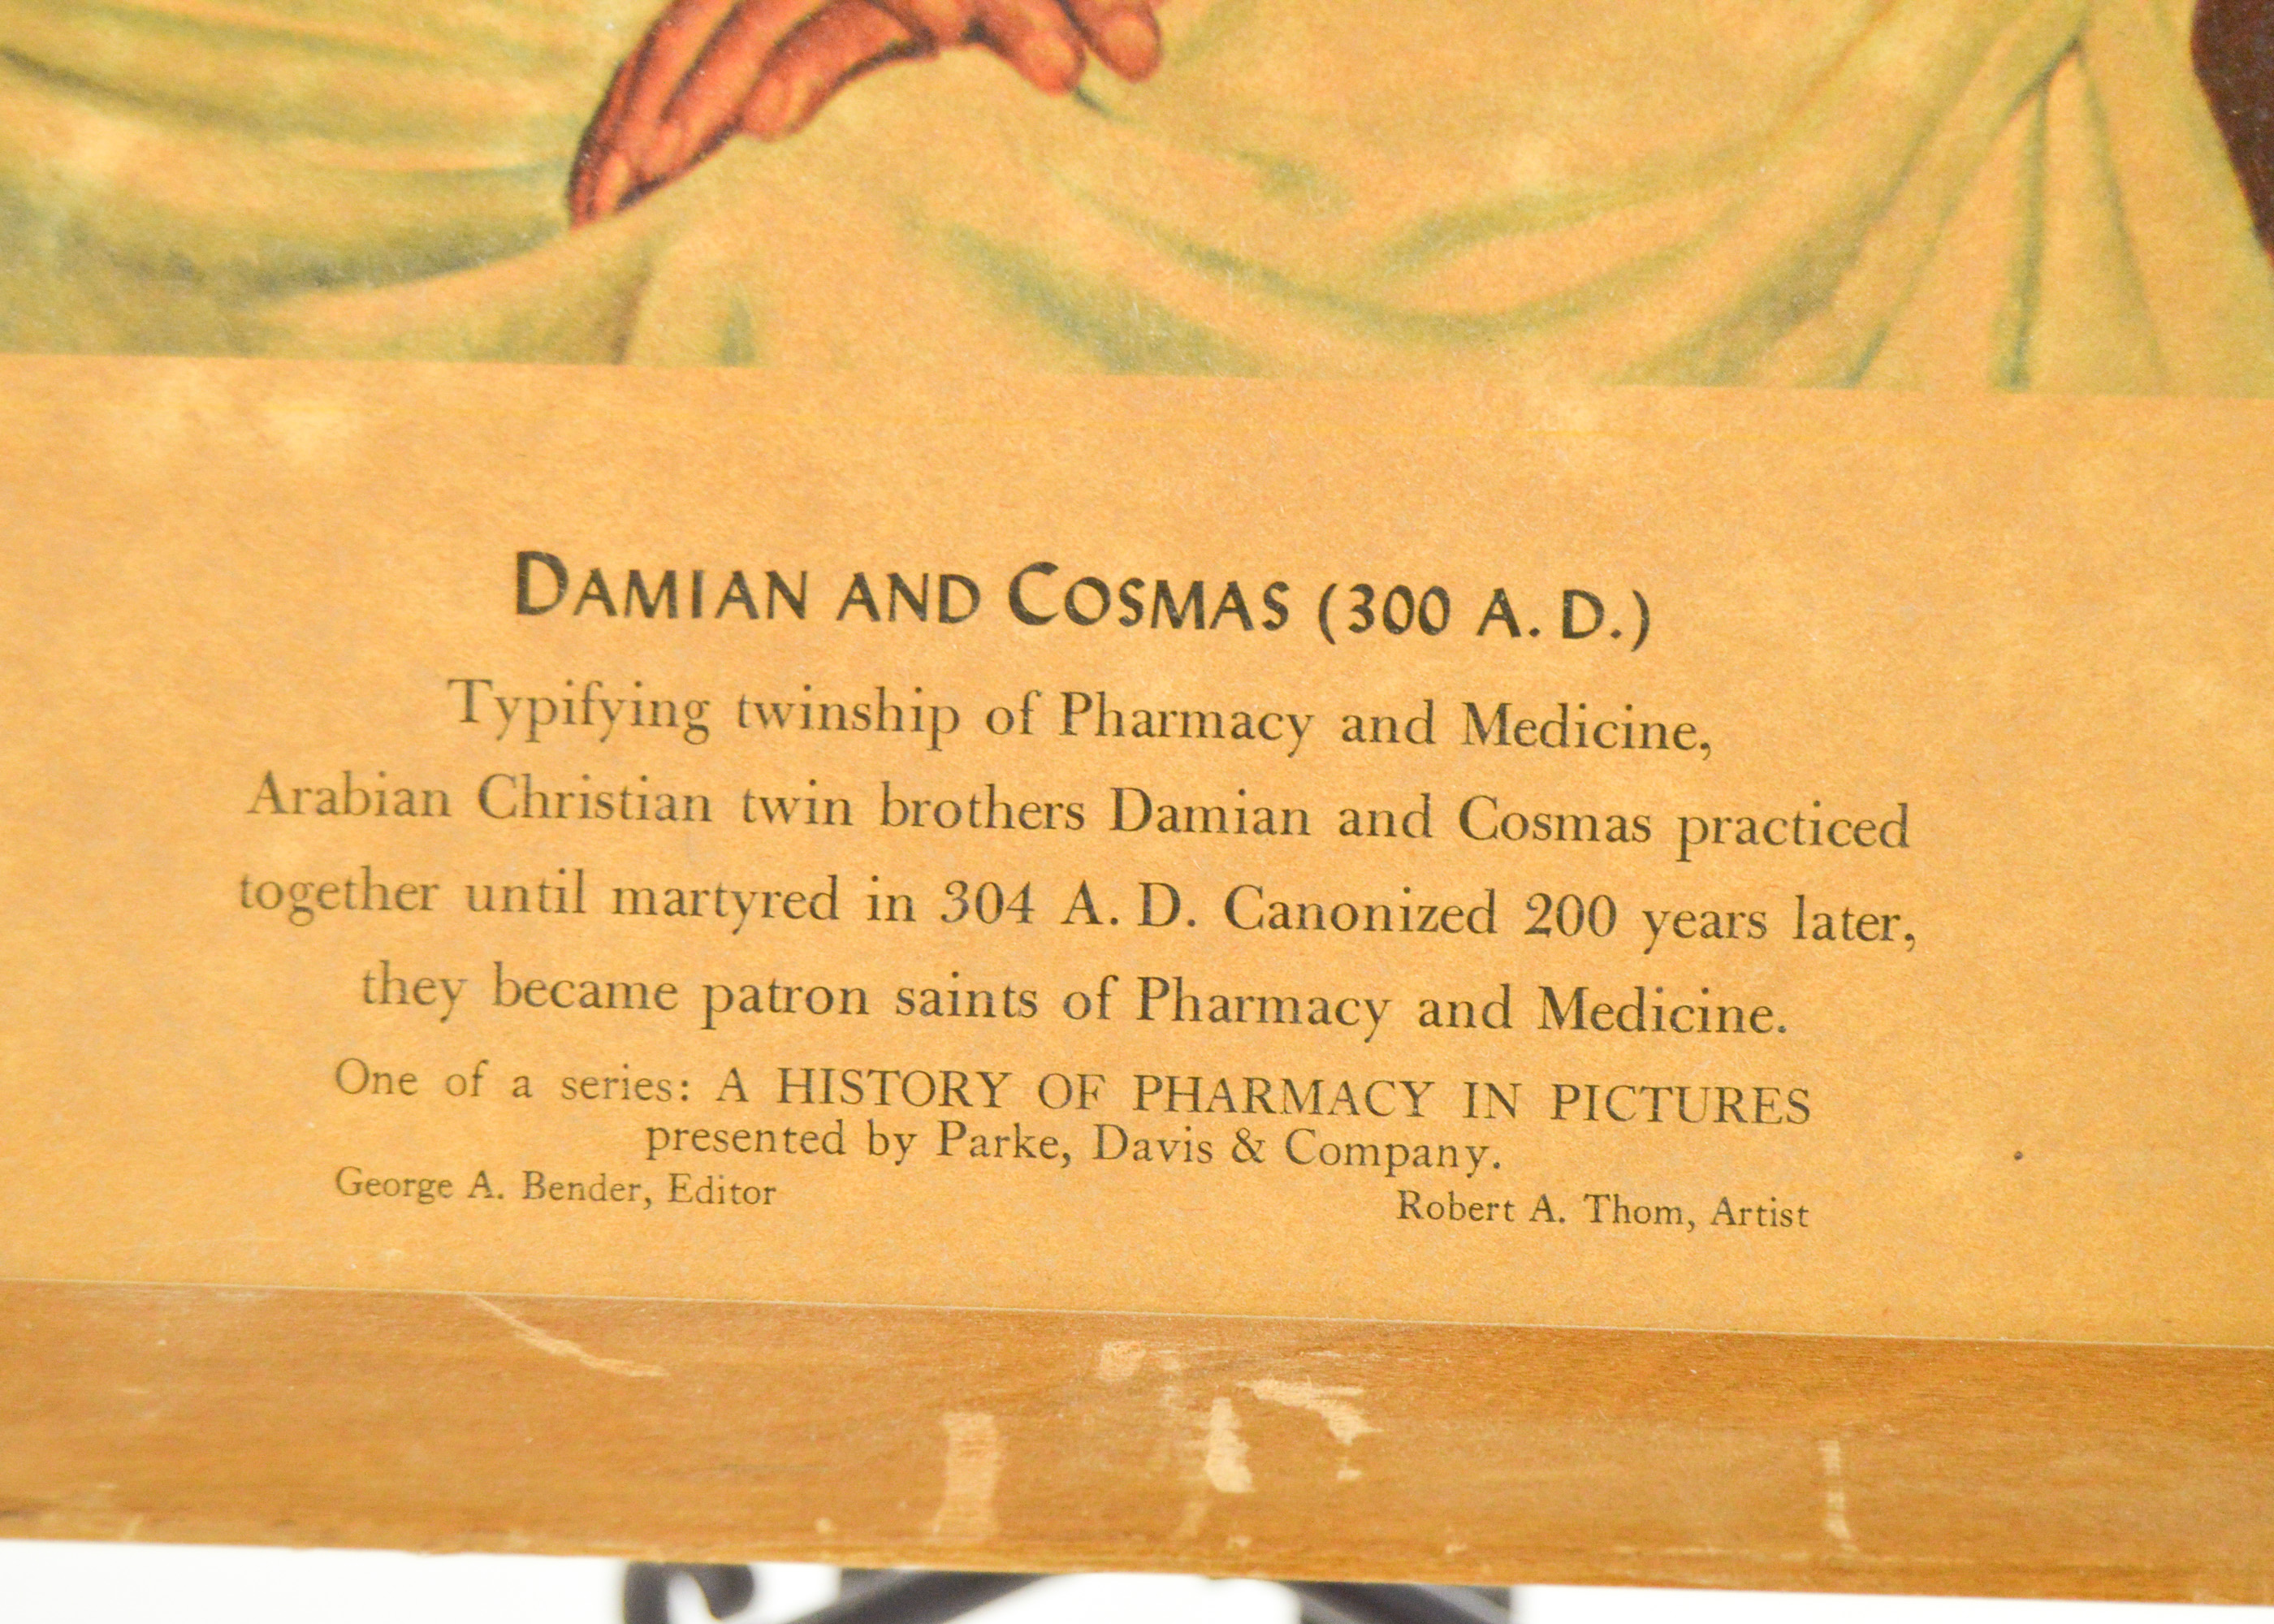 DAMIAN AND COSMAS (300 A. D.)
Typifying twinship of Pharmacy and Medicine,
Arabian Christian twin brothers Damian and Cosmas practiced
together until martyred in 304 A. D. Canonized 200 years later,
they became patron saints of Pharmacy and Medicine.
One of a series: A HISTORY OF PHARMACY IN PICTURES
presented by Parke, Davis & Company.
George A. Bender, Editor
Robert A. Thom, Artist